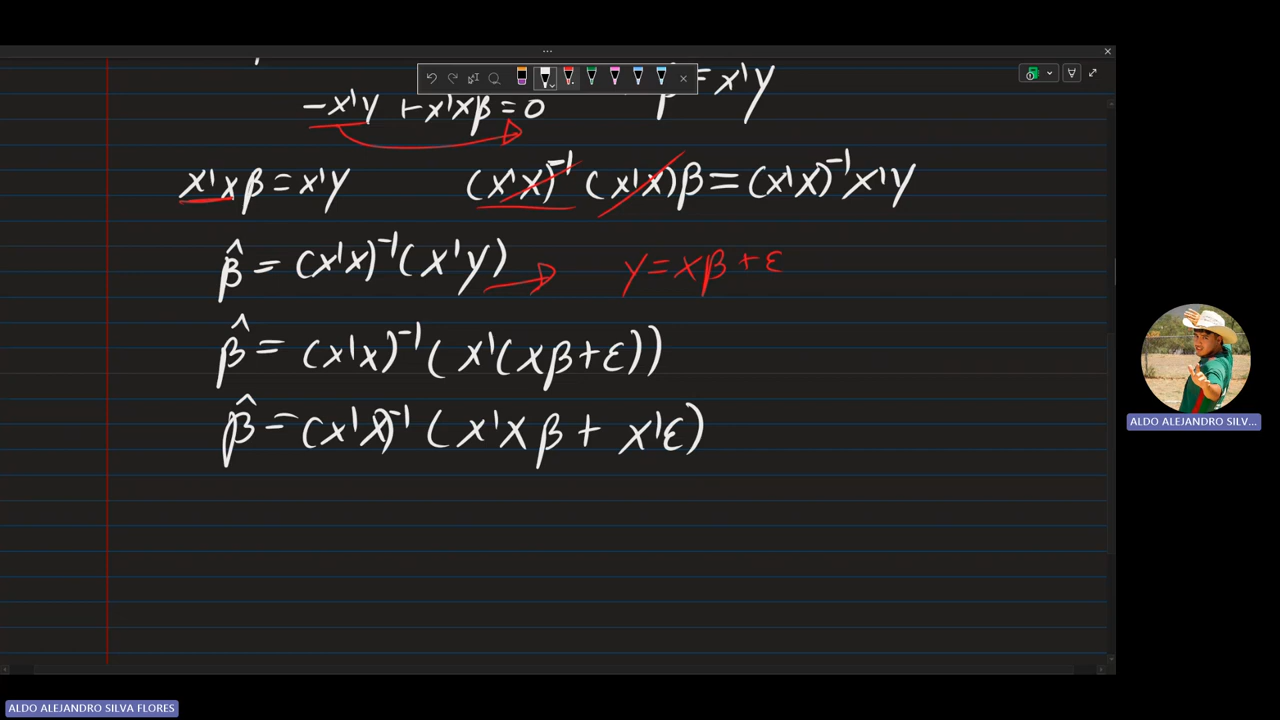 -x'y + x'xβ = 0
β = x'y
x'xβ = x'y
(x'x)⁻¹ (x'x)β = (x'x)⁻¹x'y
β̂ = (x'x)⁻¹(x'y)
y = xβ + ε
β̂ = (x'x)⁻¹(x'(xβ+ε))
β̂ = (x'x)⁻¹(x'xβ + x'ε)
ALDO ALEJANDRO SILV...
ALDO ALEJANDRO SILVA FLORES